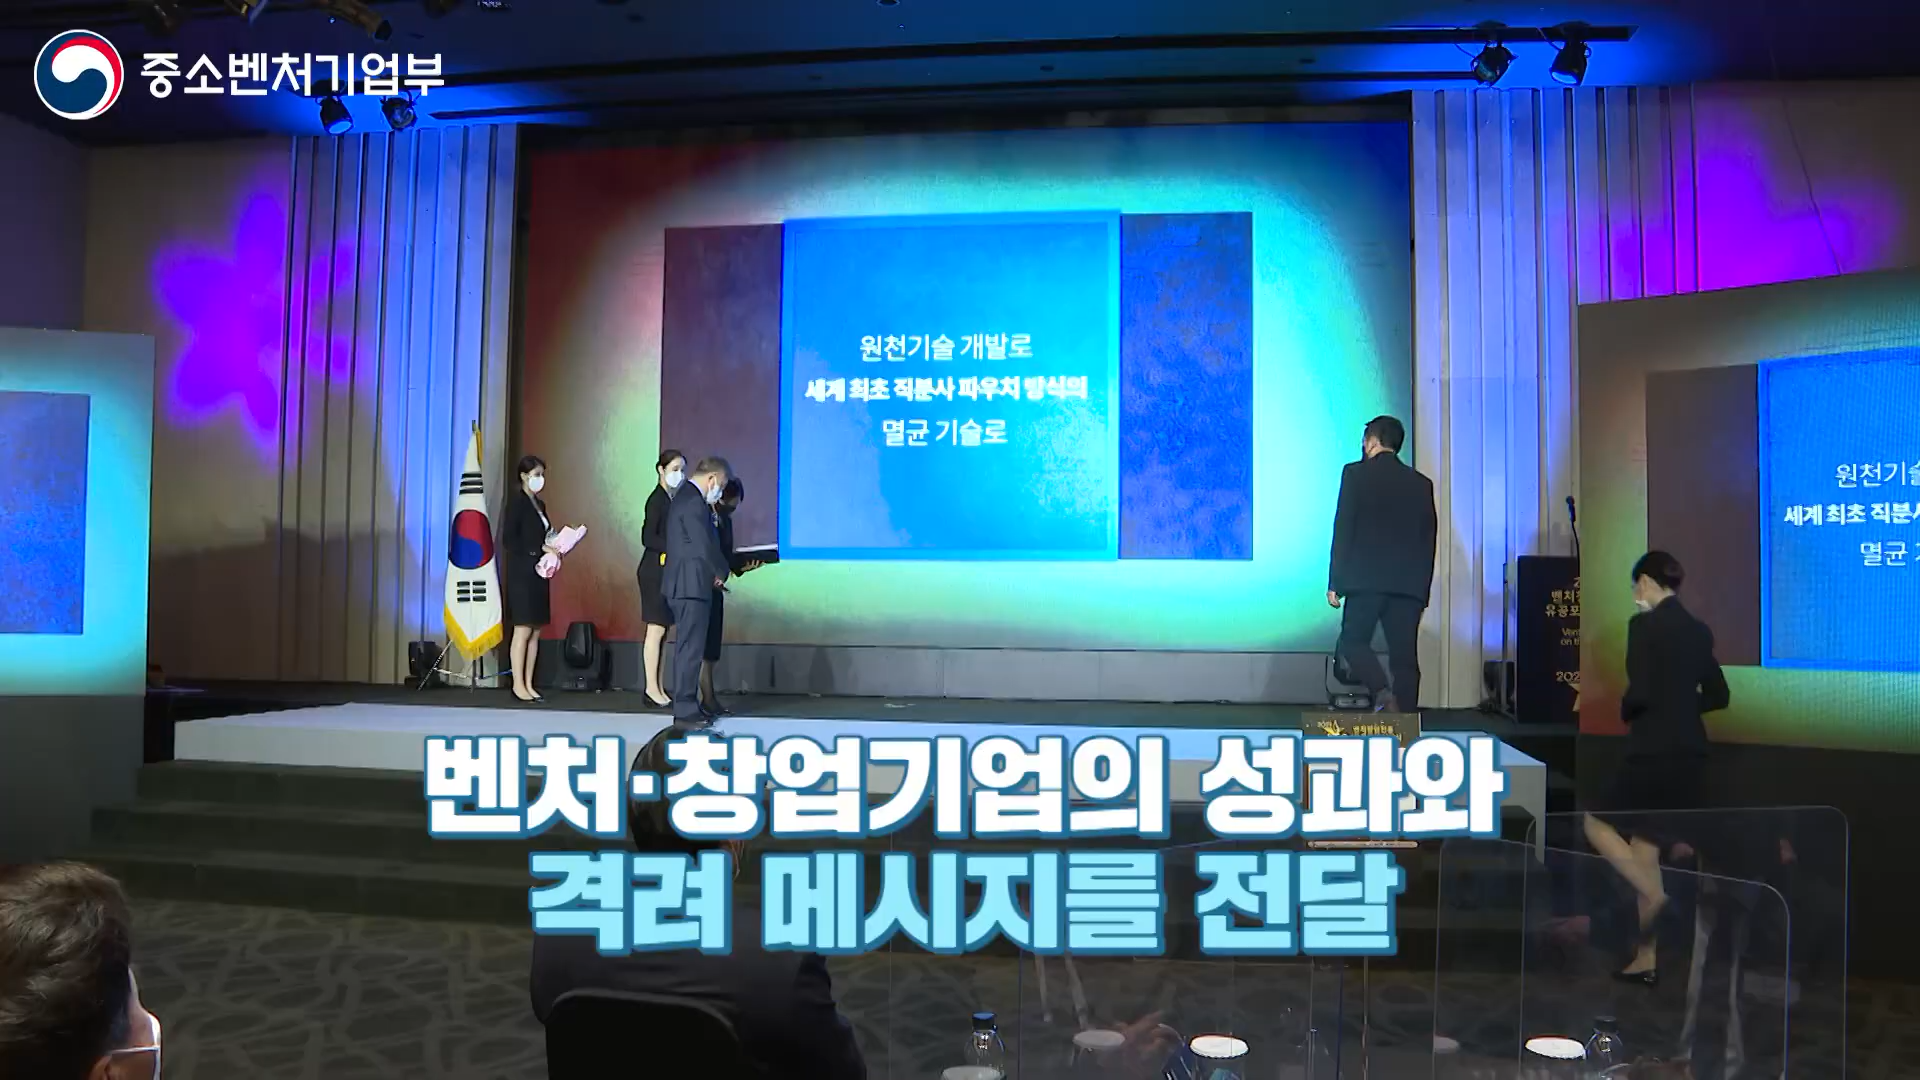 중소벤처기업부
원천기술 개발로
세계 최초 직분사 파우치 방식의
멸균 기술로
원천기술
세계 최초 직분사
멸균
벤처·창업기업의 성과와
격려 메시지를 전달